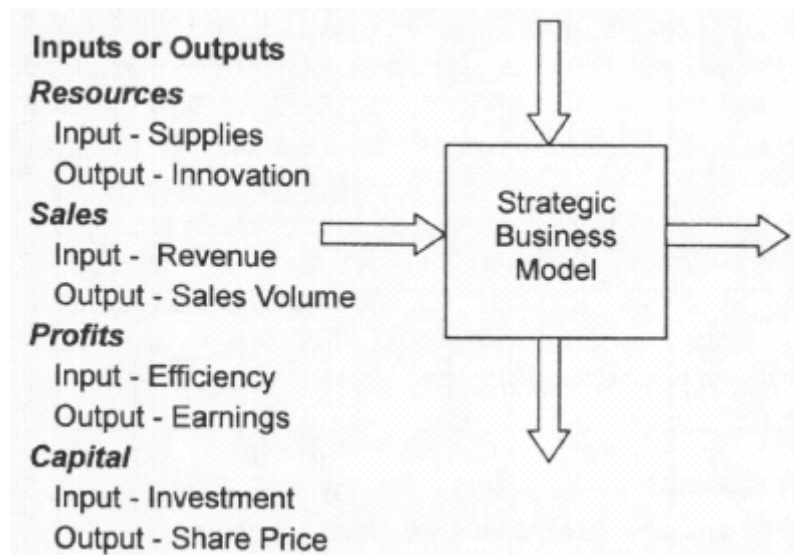 Inputs or Outputs
Resources
Input - Supplies
Output - Innovation
Sales
Input - Revenue
Output - Sales Volume
Profits
Input - Efficiency
Output - Earnings
Capital
Input - Investment
Output - Share Price
Strategic
Business
Model